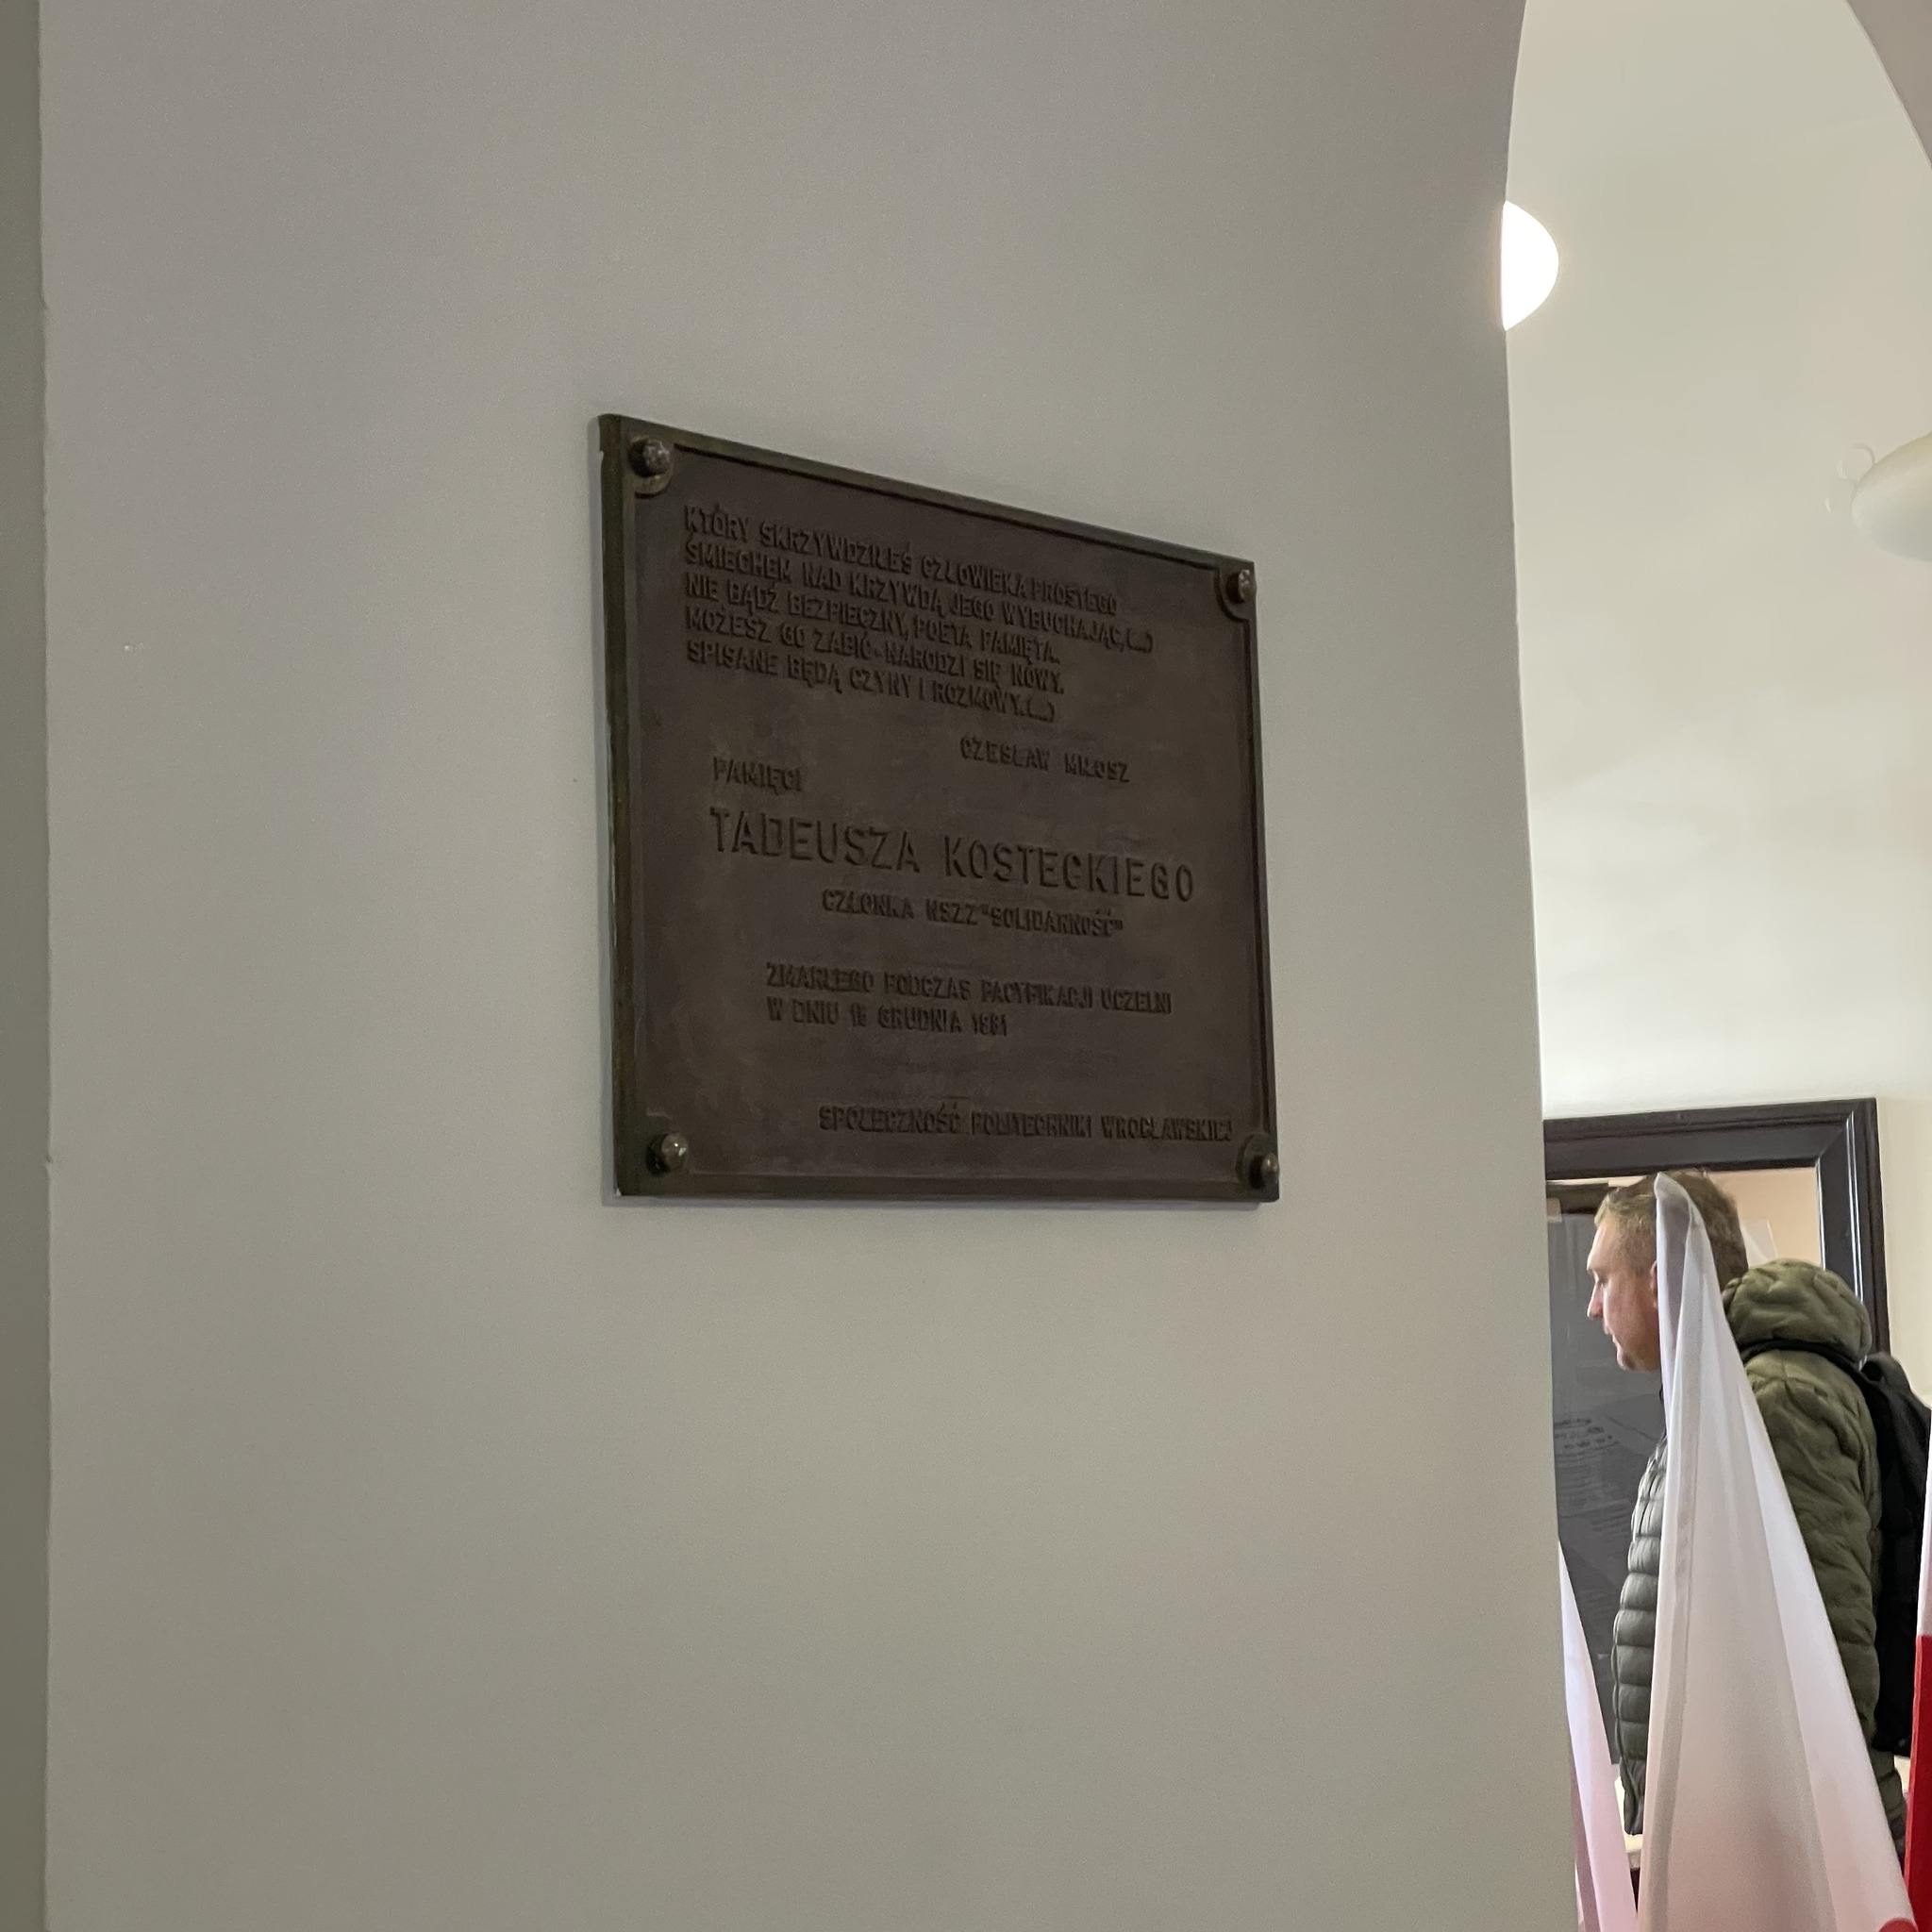 KTÓRY SKRZYWDZIŁEŚ CZŁOWIEKA PROSTEGO
ŚMIECHEM NAD KRZYWDĄ JEGO WYBUCHAJĄC, (...)
NIE BĄDŹ BEZPIECZNY, POETA PAMIĘTA.
MOŻESZ GO ZABIĆ - NARODZI SIĘ NOWY.
SPISANE BĘDĄ CZYNY I ROZMOWY. (...)
CZESŁAW MIŁOSZ
PAMIĘCI
TADEUSZA KOSTECKIEGO
CZŁONKA NSZZ "SOLIDARNOŚĆ"
ZMARŁEGO PODCZAS PACYFIKACJI UCZELNI
W DNIU 15 GRUDNIA 1981
SPOŁECZNOŚĆ POLITECHNIKI WROCŁAWSKIEJ